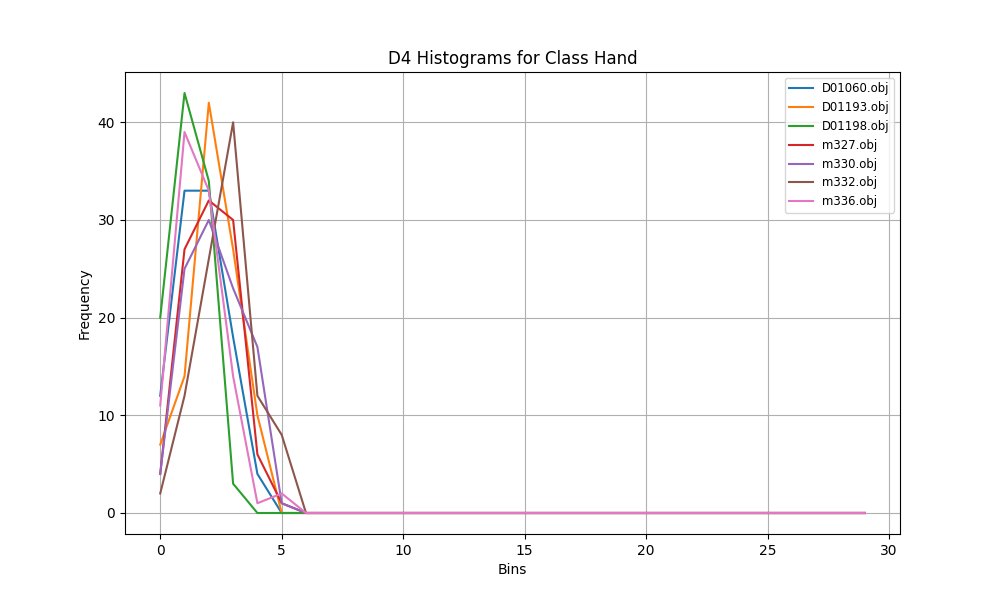 D4 Histograms for Class Hand
D01060.obj
D01193.obj
D01198.obj
m327.obj
m330.obj
m332.obj
m336.obj
Frequency
40
30
20
10
0
0 5 10 15 20 25 30
Bins